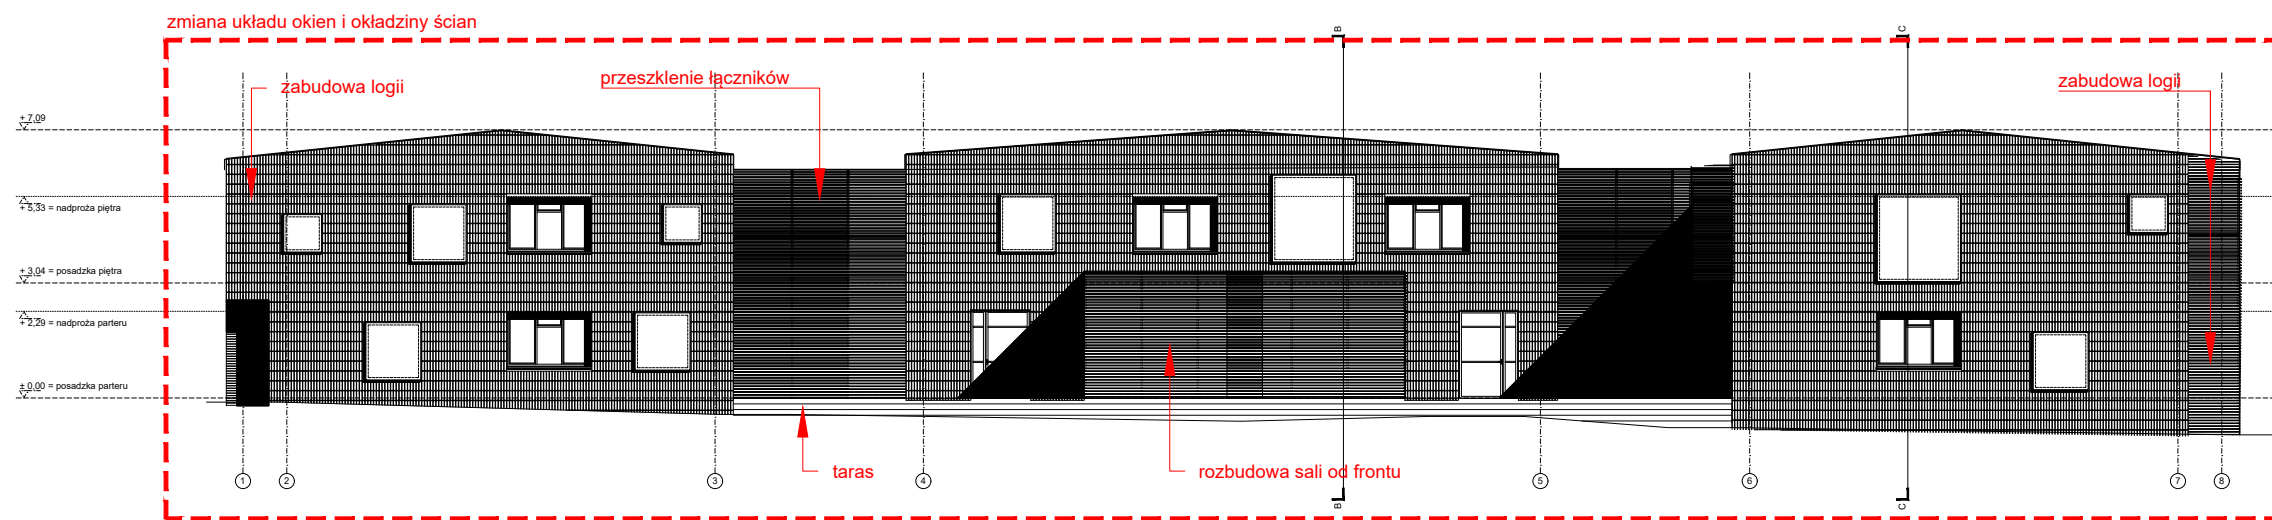 zmiana układu okien i okładziny ścian
B
C
zabudowa logii
przeszklenie łączników
zabudowa logii
+ 7,09
+ 5,33 = nadproża piętra
+ 3,04 = posadzka piętra
+ 2,29 = nadproża parteru
± 0,00 = posadzka parteru
taras
rozbudowa sali od frontu
1
2
3
4
5
6
7
8
B
C